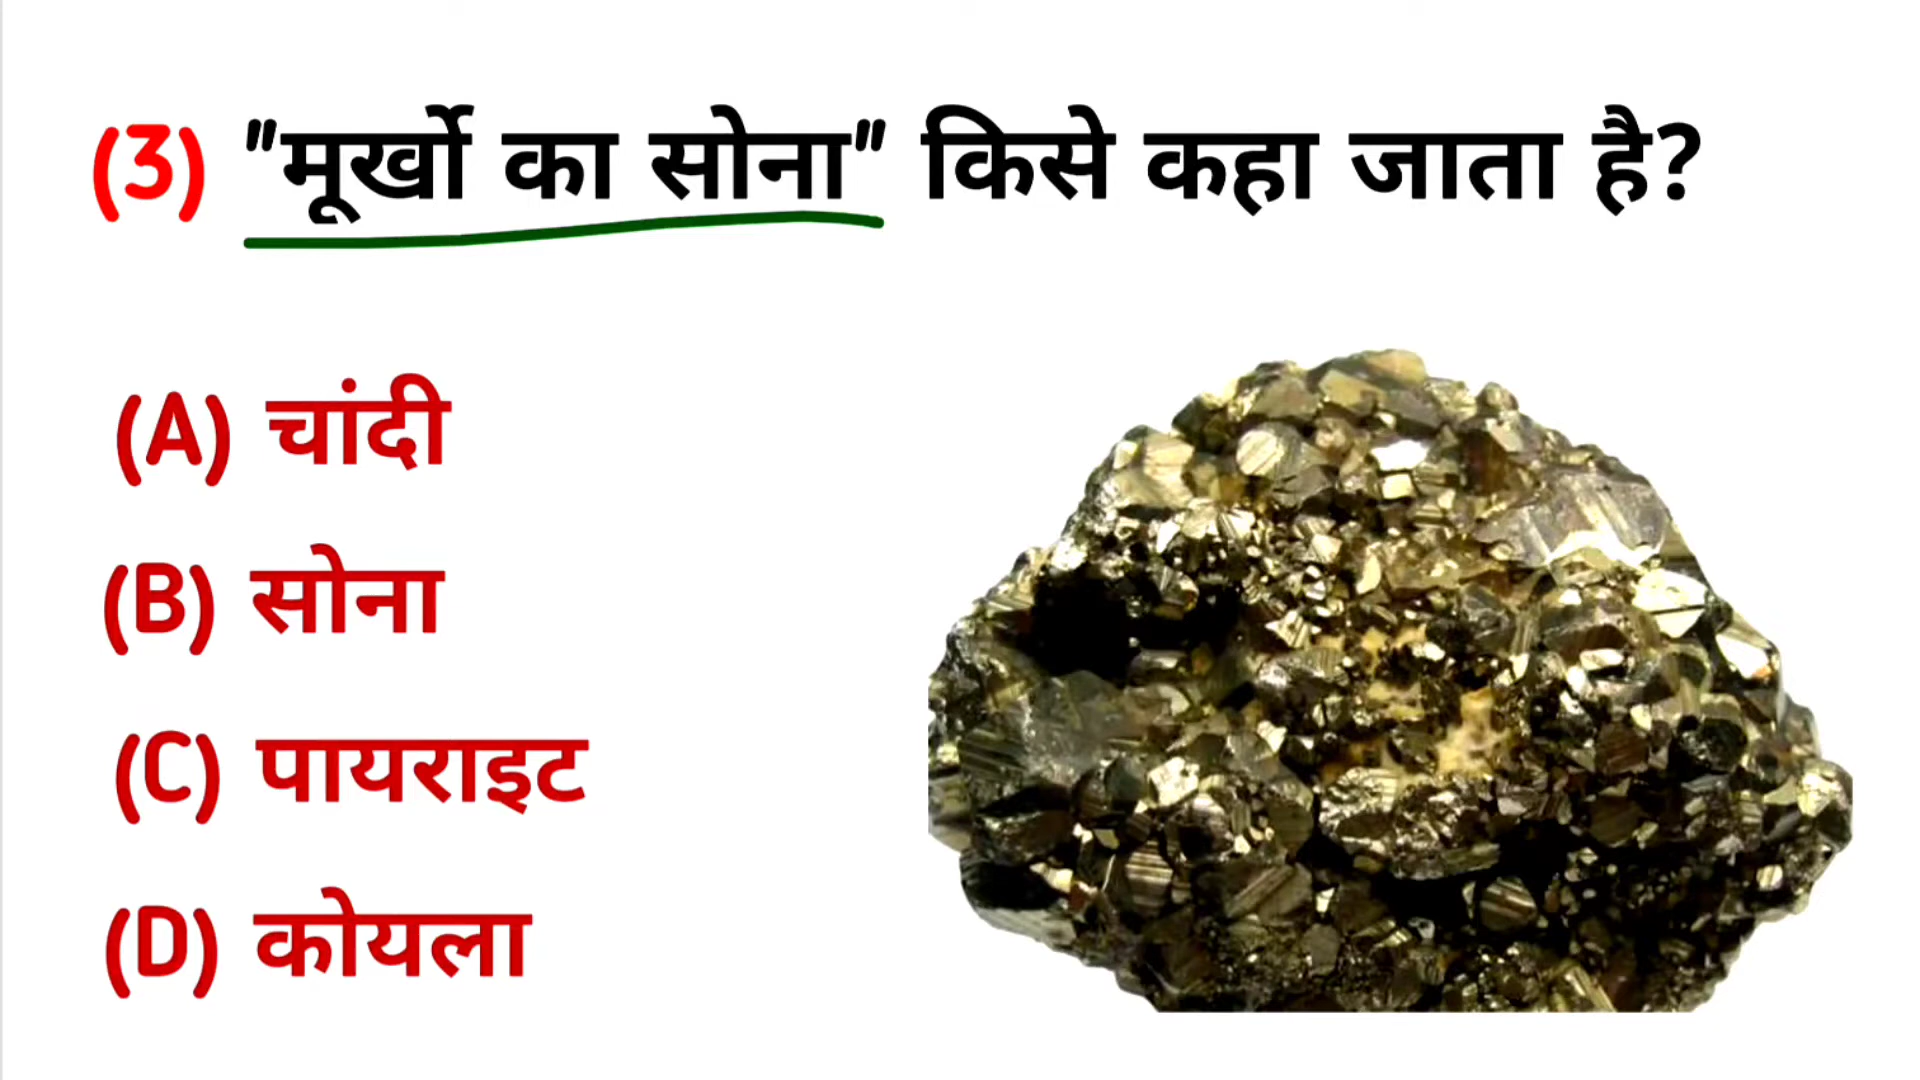 (3) "मूर्खो का सोना" किसे कहा जाता है?
(A) चांदी
(B) सोना
(C) पायराइट
(D) कोयला